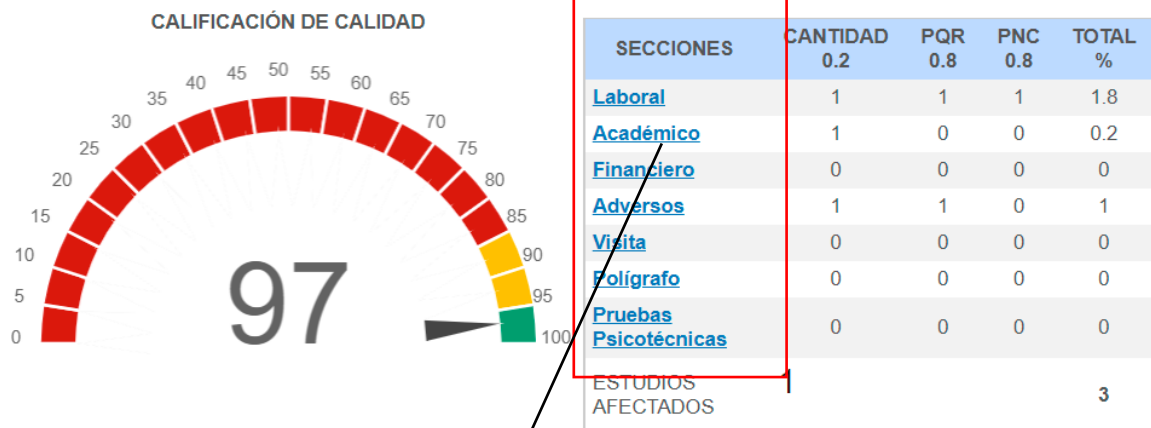 CALIFICACIÓN DE CALIDAD
0
5
10
15
20
25
30
35
40
45
50
55
60
65
70
75
80
85
90
95
100
97
SECCIONES CANTIDAD 0.2 PQR 0.8 PNC 0.8 TOTAL %
Laboral 1 1 1 1.8
Académico 1 0 0 0.2
Financiero 0 0 0 0
Adversos 1 1 0 1
Visita 0 0 0 0
Polígrafo 0 0 0 0
Pruebas
Psicotécnicas 0 0 0 0
ESTUDIOS
AFECTADOS 3